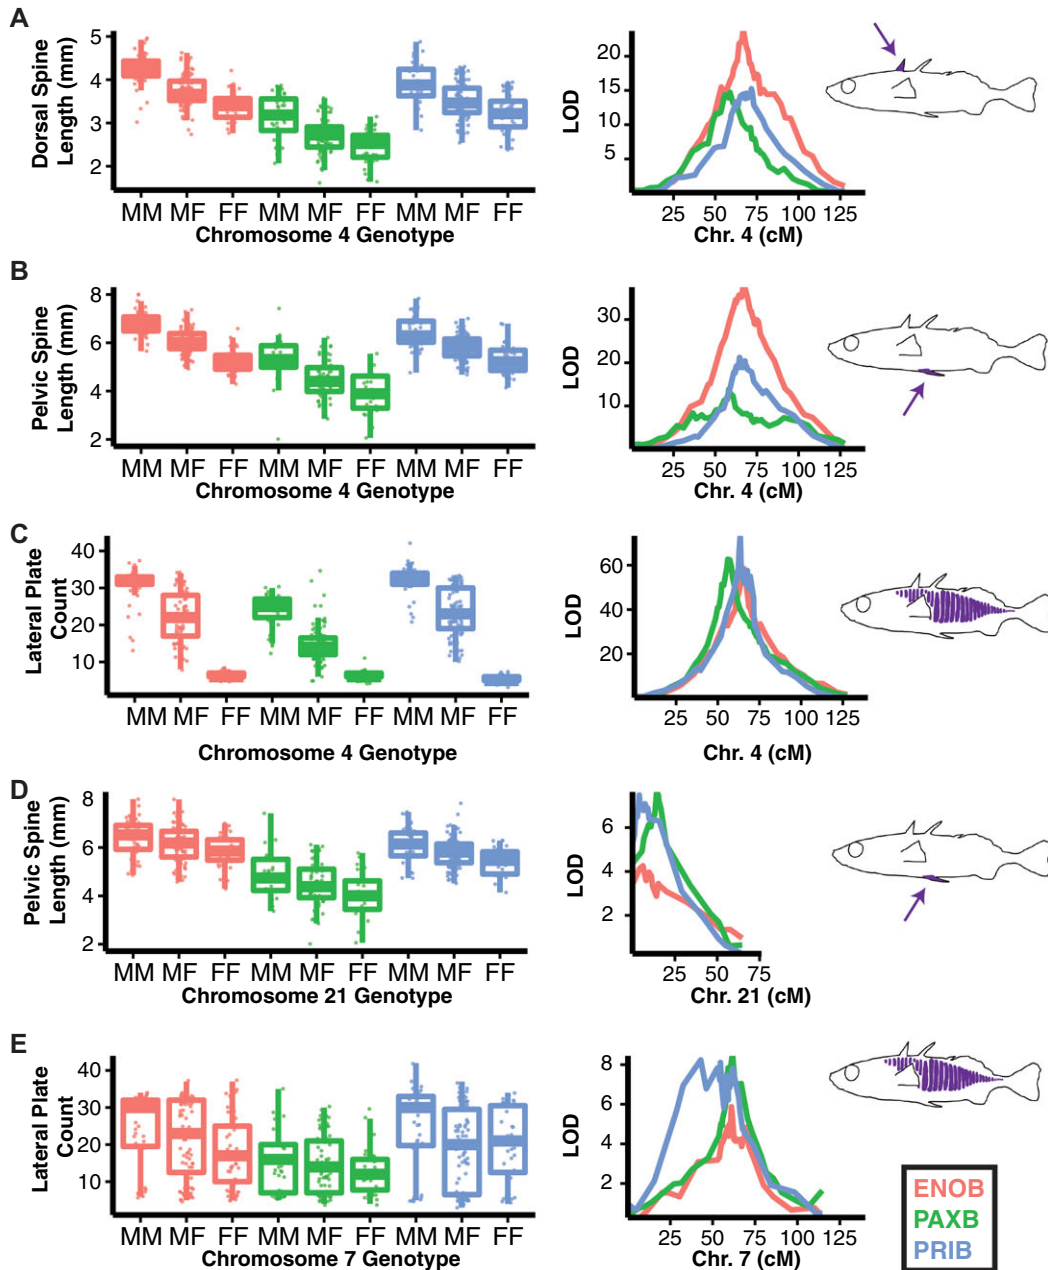 A
Dorsal Spine
Length (mm)
5
4
3
2
MM MF FF MM MF FF MM MF FF
Chromosome 4 Genotype
LOD
20
15
10
5
25 50 75 100 125
Chr. 4 (cM)
B
Pelvic Spine
Length (mm)
8
6
4
2
MM MF FF MM MF FF MM MF FF
Chromosome 4 Genotype
LOD
30
20
10
25 50 75 100 125
Chr. 4 (cM)
C
Lateral Plate
Count
40
30
20
10
MM MF FF MM MF FF MM MF FF
Chromosome 4 Genotype
LOD
60
40
20
25 50 75 100 125
Chr. 4 (cM)
D
Pelvic Spine
Length (mm)
8
6
4
2
MM MF FF MM MF FF MM MF FF
Chromosome 21 Genotype
LOD
6
4
2
25 50 75
Chr. 21 (cM)
E
Lateral Plate
Count
40
30
20
10
MM MF FF MM MF FF MM MF FF
Chromosome 7 Genotype
LOD
8
6
4
2
25 50 75 100 125
Chr. 7 (cM)
ENOB
PAXB
PRIB